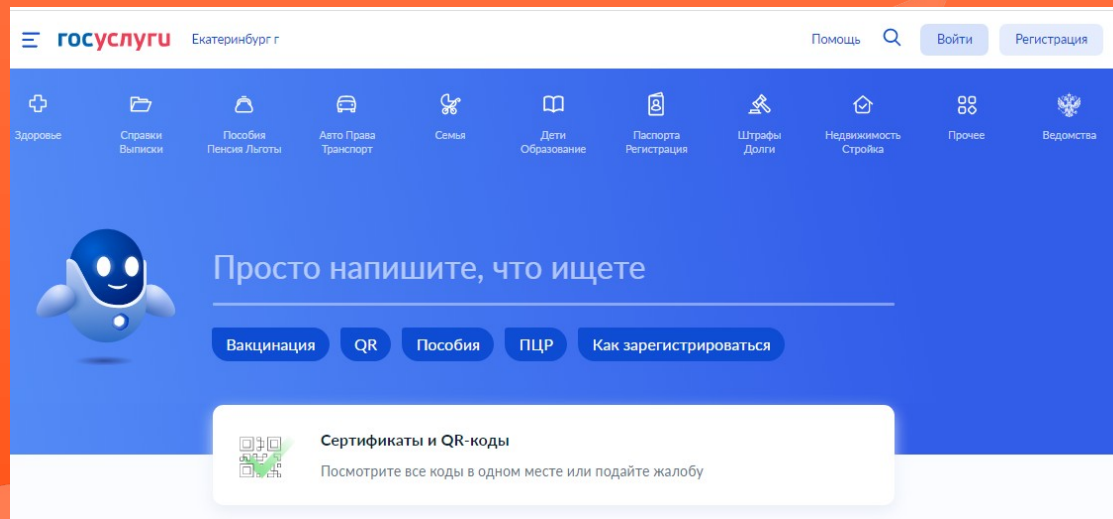 госуслуги Екатеринбург г Помощь Войти Регистрация
Здоровье
Справки
Выписки
Пособия
Пенсия Льготы
Авто Права
Транспорт
Семья
Дети
Образование
Паспорта
Регистрация
Штрафы
Долги
Недвижимость
Стройка
Прочее
Ведомства
Просто напишите, что ищете
Вакцинация QR Пособия ПЦР Как зарегистрироваться
Сертификаты и QR-коды
Посмотрите все коды в одном месте или подайте жалобу